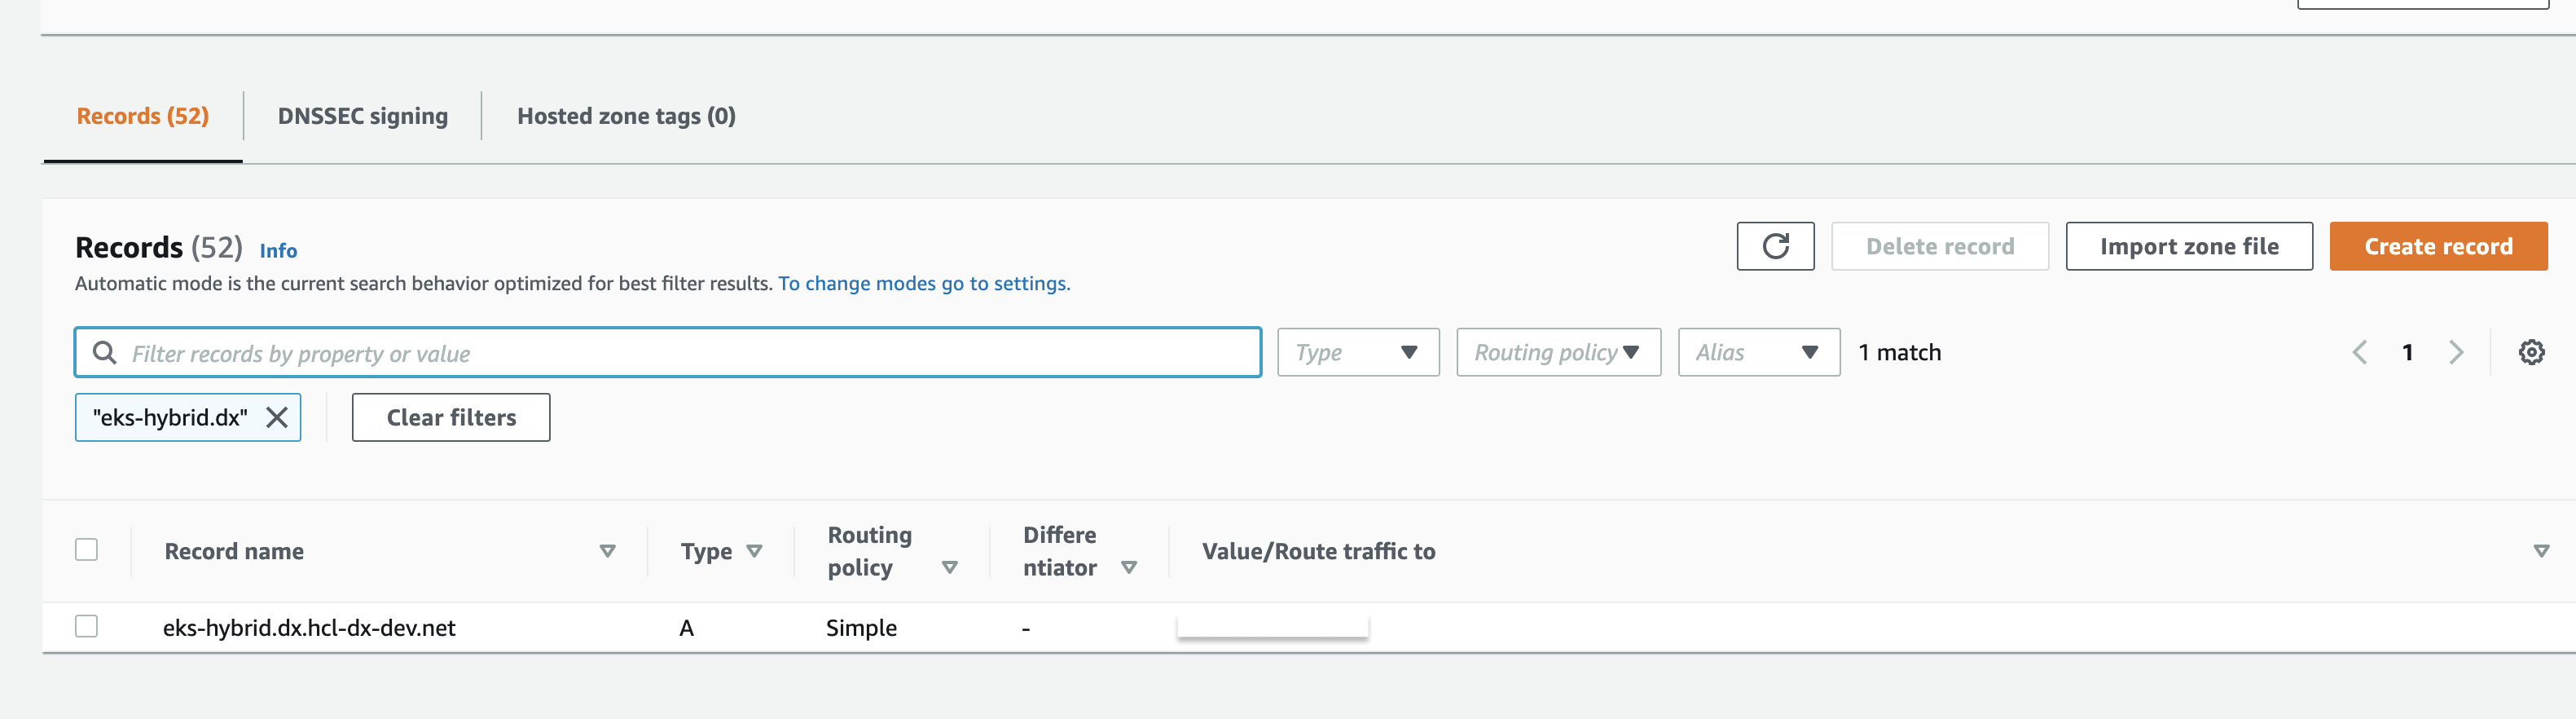 Records (52)
DNSSEC signing
Hosted zone tags (0)
Records (52) Info
Delete record
Import zone file
Create record
Automatic mode is the current search behavior optimized for best filter results. To change modes go to settings.
Filter records by property or value
Type
Routing policy
Alias
1 match
1
"eks-hybrid.dx"
Clear filters
Record name
Type
Routing
policy
Differe
ntiator
Value/Route traffic to
eks-hybrid.dx.hcl-dx-dev.net
A
Simple
-